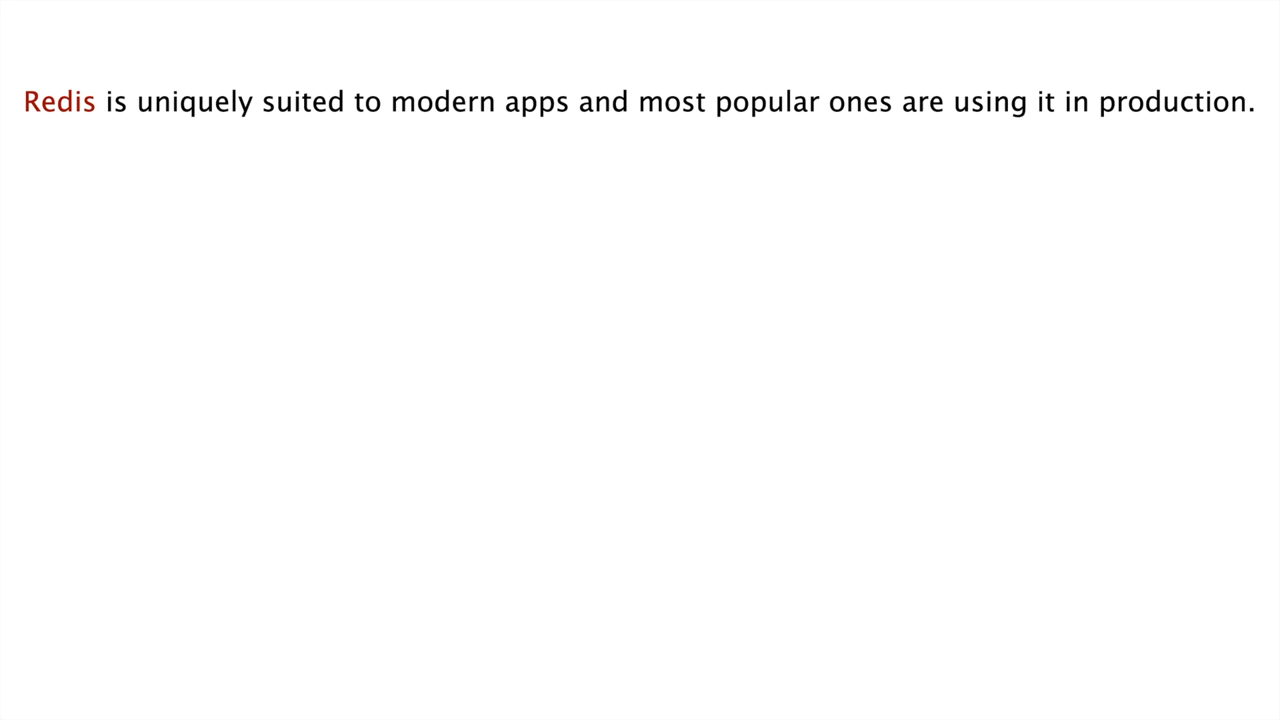 Redis is uniquely suited to modern apps and most popular ones are using it in production.